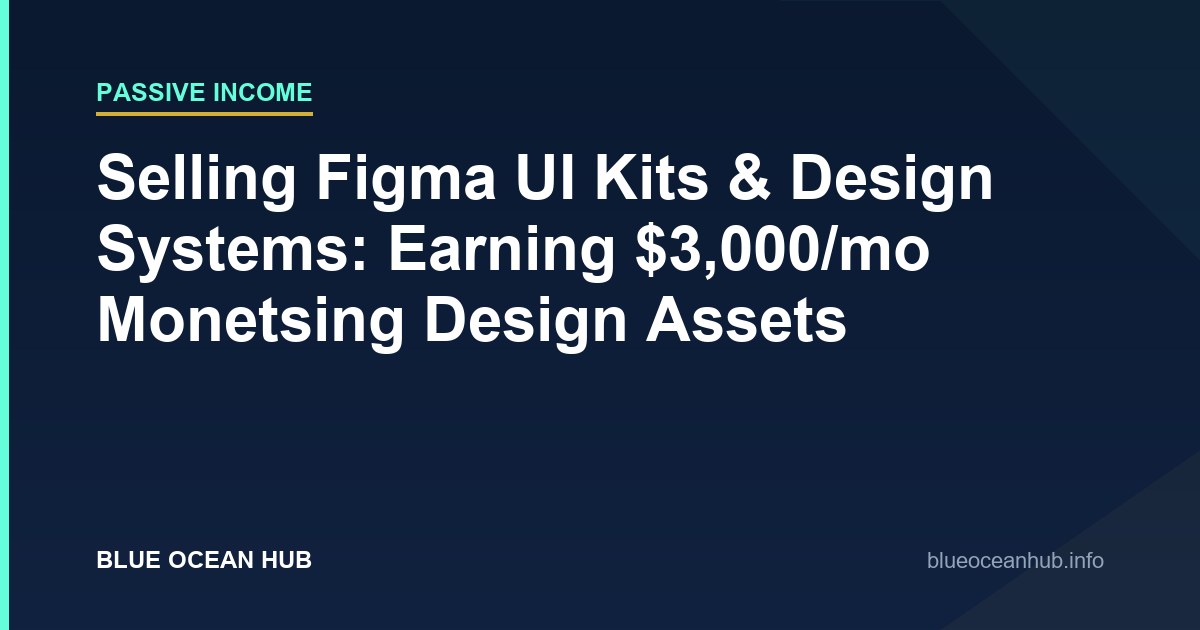 PASSIVE INCOME
Selling Figma UI Kits & Design
Systems: Earning $3,000/mo
Monetsing Design Assets
BLUE OCEAN HUB
blueoceanhub.info